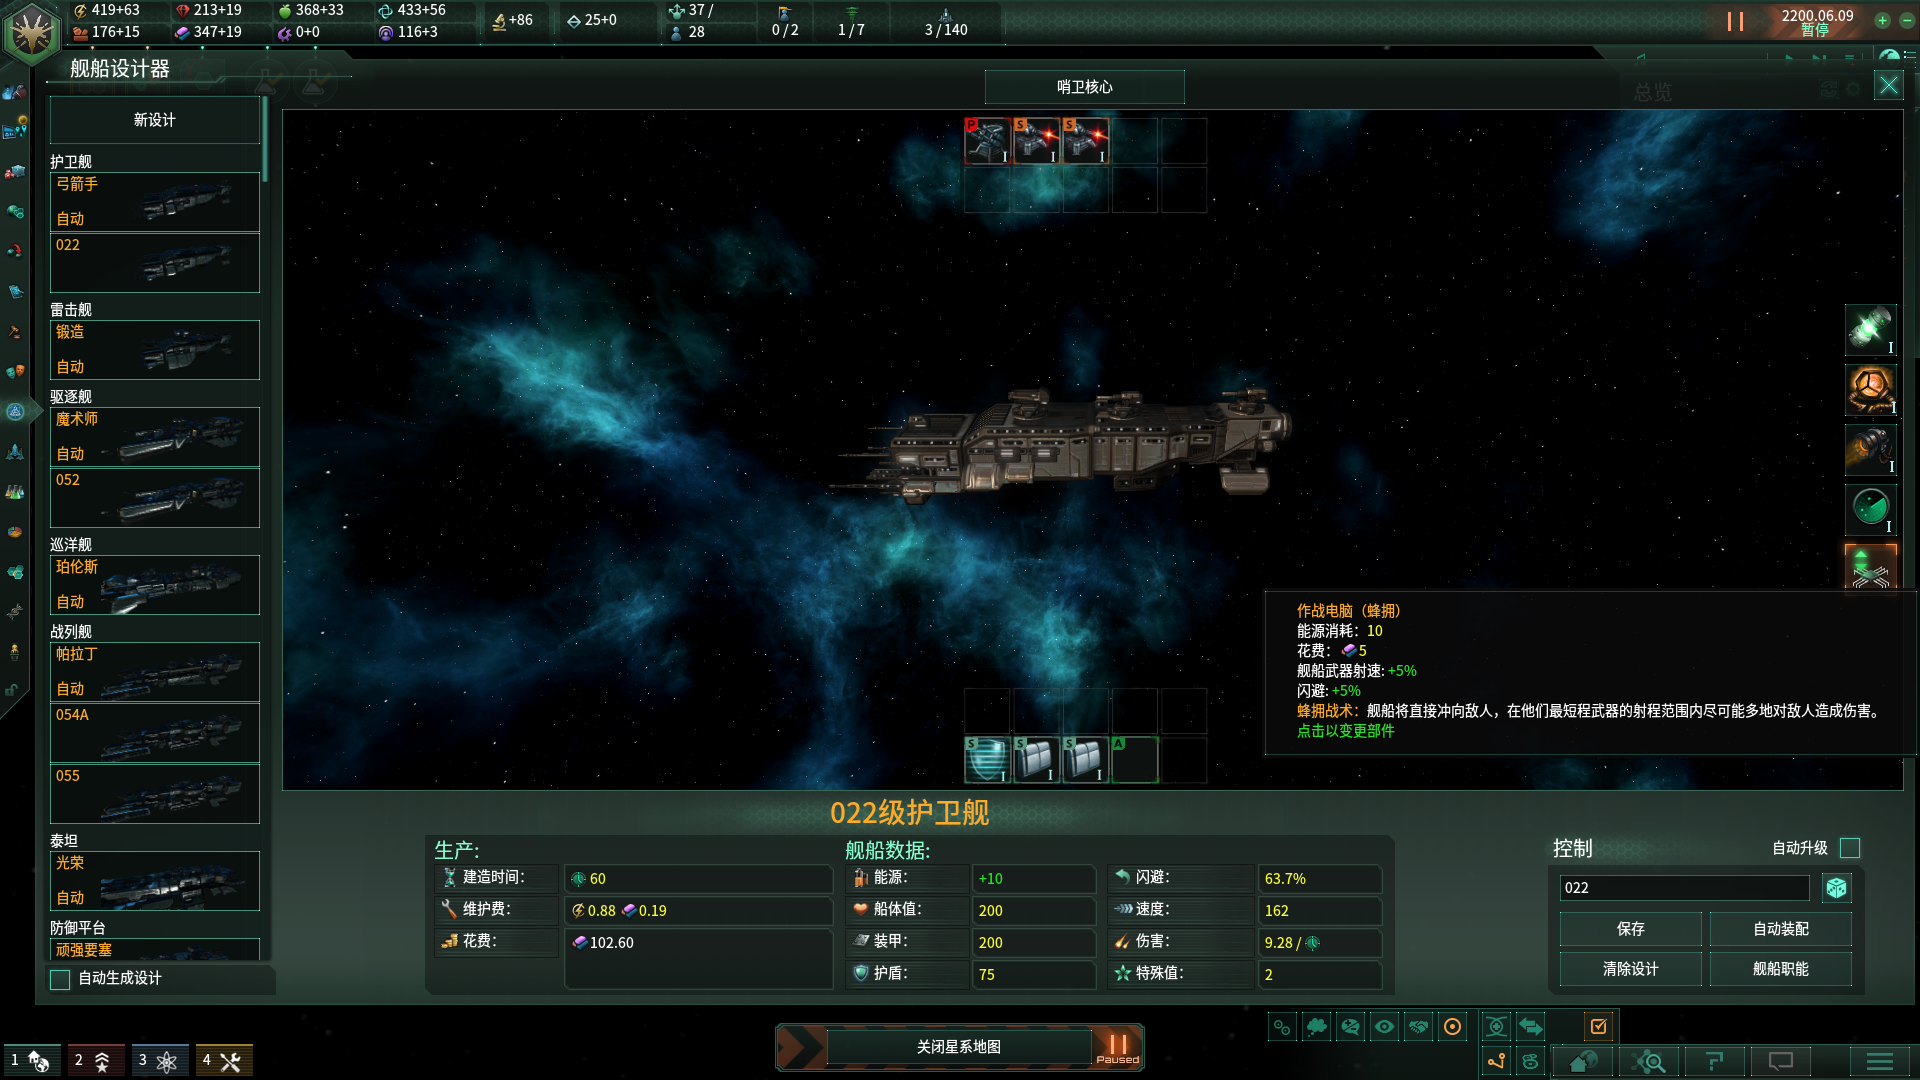 419+63
213+19
368+33
433+56
176+15
347+19
0+0
116+3
+86
25+0
37 /
28
0 / 2
1 / 7
3 / 140
2200.06.09
暂停
舰船设计器
哨卫核心
总览
新设计
护卫舰
弓箭手
自动
022
雷击舰
锻造
自动
驱逐舰
魔术师
自动
052
巡洋舰
珀伦斯
自动
战列舰
帕拉丁
自动
054A
055
泰坦
光荣
自动
防御平台
顽强要塞
自动生成设计
P
I
S
I
S
I
I
I
I
I
作战电脑（蜂拥）
能源消耗：10
花费：5
舰船武器射速: +5%
闪避: +5%
蜂拥战术：舰船将直接冲向敌人，在他们最短程武器的射程范围内尽可能多地对敌人造成伤害。
点击以变更部件
S
I
S
I
S
I
A
022级护卫舰
生产:
建造时间：
60
维护费：
0.88 0.19
花费：
102.60
舰船数据:
能源：
+10
船体值：
200
装甲：
200
护盾：
75
闪避：
63.7%
速度：
162
伤害：
9.28 /
特殊值：
2
控制
自动升级
022
保存
自动装配
清除设计
舰船职能
1
2
3
4
关闭星系地图
Paused